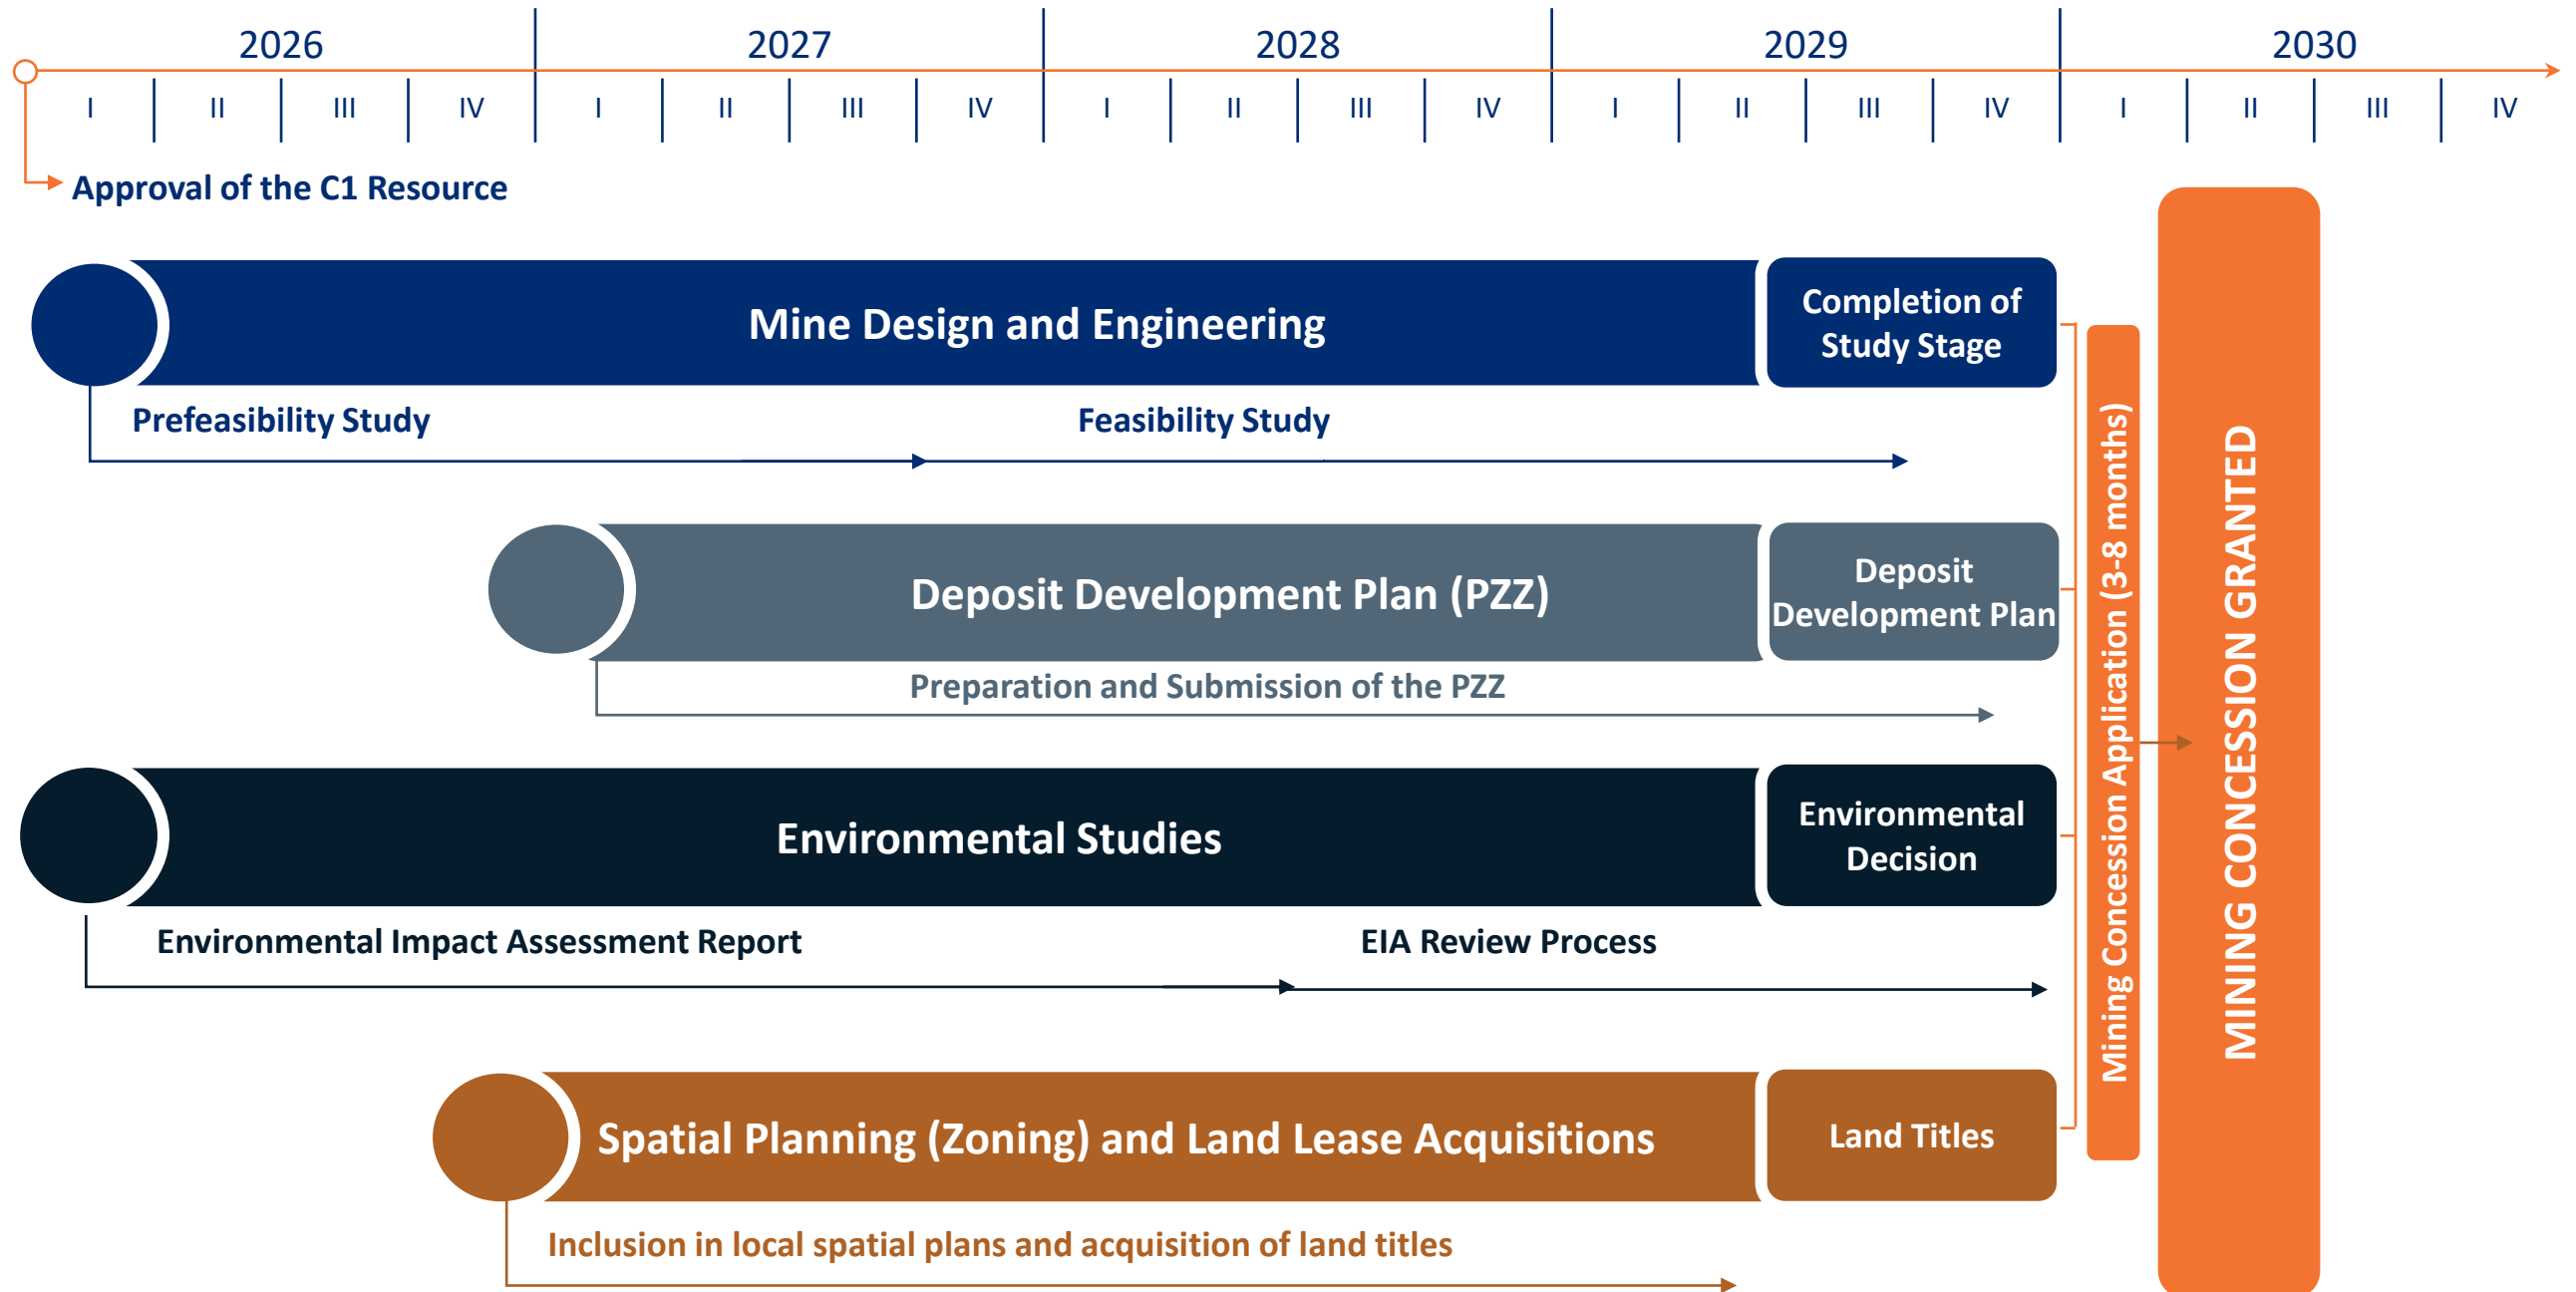 2026
2027
2028
2029
2030
I II III IV I II III IV I II III IV I II III IV I II III IV
Approval of the C1 Resource
Mine Design and Engineering
Completion of
Study Stage
Prefeasibility Study
Feasibility Study
Deposit Development Plan (PZZ)
Deposit
Development Plan
Preparation and Submission of the PZZ
Environmental Studies
Environmental
Decision
Environmental Impact Assessment Report
EIA Review Process
Spatial Planning (Zoning) and Land Lease Acquisitions
Land Titles
Inclusion in local spatial plans and acquisition of land titles
Mining Concession Application (3-8 months)
MINING CONCESSION GRANTED